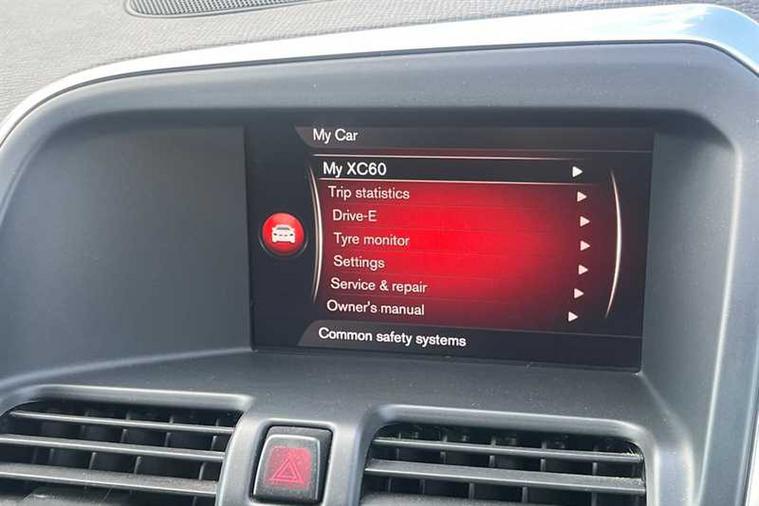 My Car
My XC60
Trip statistics
Drive-E
Tyre monitor
Settings
Service & repair
Owner's manual
Common safety systems